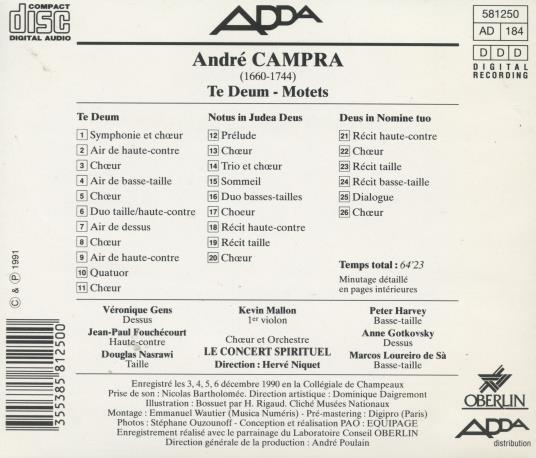 COMPACT
disc
DIGITAL AUDIO
ADDA
581250
AD 184
D D D
DIGITAL
RECORDING
André CAMPRA
(1660-1744)
Te Deum - Motets
Te Deum
1 Symphonie et chœur
2 Air de haute-contre
3 Chœur
4 Air de basse-taille
5 Chœur
6 Duo taille/haute-contre
7 Air de dessus
8 Chœur
9 Air de haute-contre
10 Quatuor
11 Chœur
Notus in Judea Deus
12 Prélude
13 Chœur
14 Trio et chœur
15 Sommeil
16 Duo basses-tailles
17 Choeur
18 Récit haute-contre
19 Récit taille
20 Chœur
Deus in Nomine tuo
21 Récit haute-contre
22 Chœur
23 Récit taille
24 Récit basse-taille
25 Dialogue
26 Chœur
Temps total : 64'23
Minutage détaillé
en pages intérieures
© & ℗ 1991
3355385812500
Véronique Gens
Dessus
Jean-Paul Fouchécourt
Haute-contre
Douglas Nasrawi
Taille
Kevin Mallon
1er violon
Chœur et Orchestre
LE CONCERT SPIRITUEL
Direction : Hervé Niquet
Peter Harvey
Basse-taille
Anne Gotkovsky
Dessus
Marcos Loureiro de Sà
Basse-taille
Enregistré les 3, 4, 5, 6 décembre 1990 en la Collégiale de Champeaux
Prise de son : Nicolas Bartholomée. Direction artistique : Dominique Daigremont
Illustration : Bossuet par H. Rigaud. Cliché Musées Nationaux
Montage : Emmanuel Wautier (Musica Numéris) - Pré-mastering : Digipro (Paris)
Photos : Stéphane Ouzounoff - Conception et réalisation PAO : EQUIPAGE
Enregistrement réalisé avec le parrainage du Laboratoire Conseil OBERLIN
Direction générale de la production : André Poulain
OBERLIN
ADDA
distribution